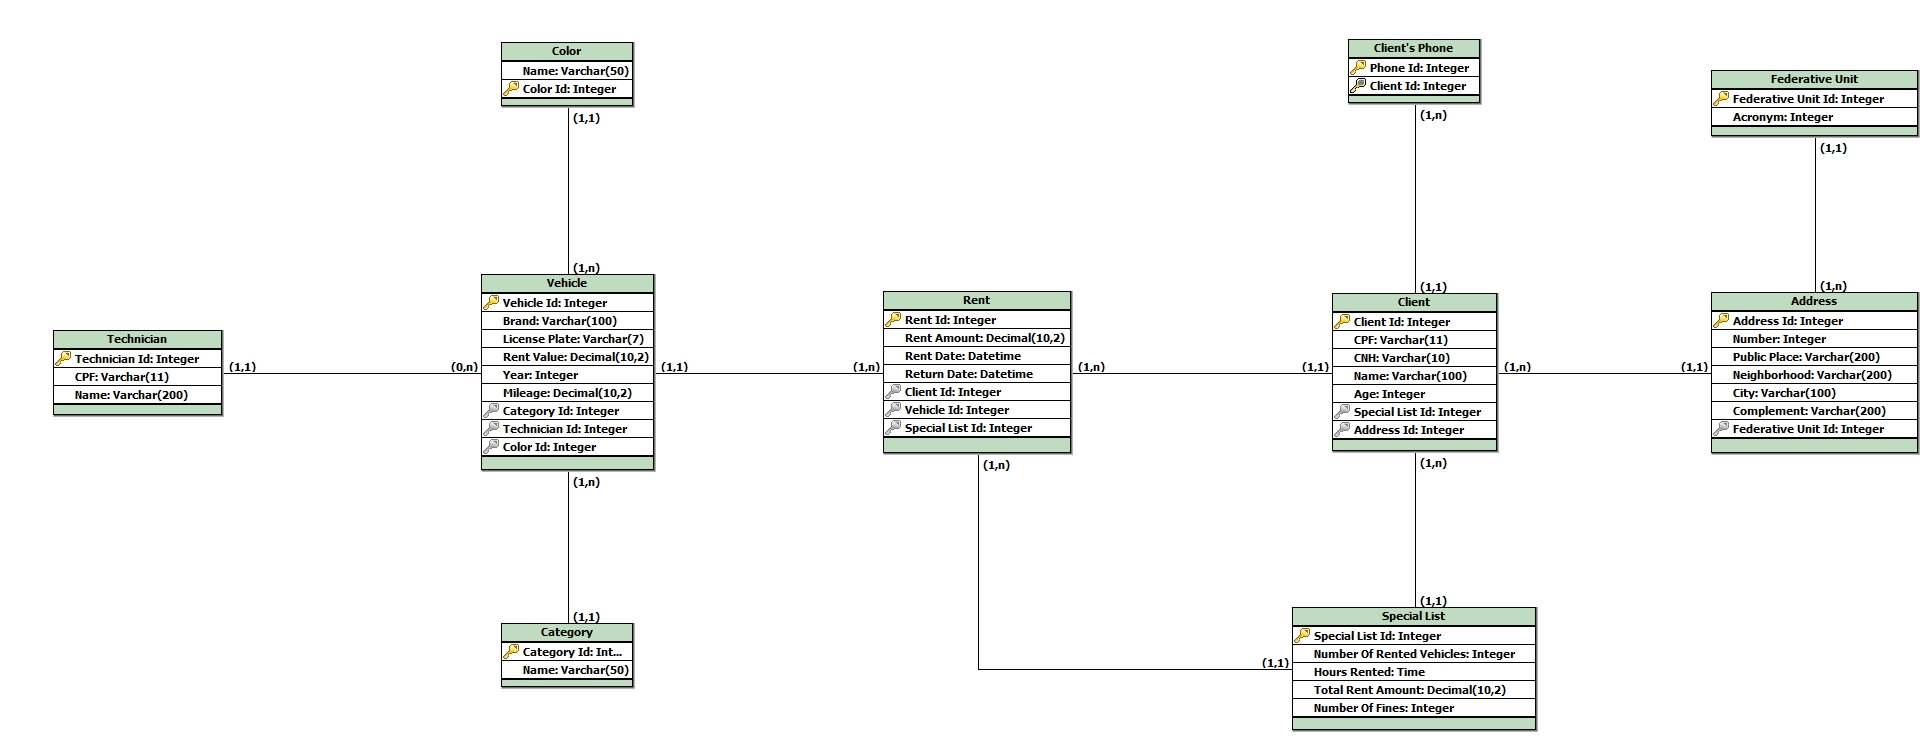 Color
Name: Varchar(50)
Color Id: Integer
(1,1)
(1,n)
Client's Phone
Phone Id: Integer
Client Id: Integer
(1,n)
(1,1)
Federative Unit
Federative Unit Id: Integer
Acronym: Integer
(1,1)
(1,n)
Technician
Technician Id: Integer
CPF: Varchar(11)
Name: Varchar(200)
(1,1)
(0,n)
Vehicle
Vehicle Id: Integer
Brand: Varchar(100)
License Plate: Varchar(7)
Rent Value: Decimal(10,2)
Year: Integer
Mileage: Decimal(10,2)
Category Id: Integer
Technician Id: Integer
Color Id: Integer
(1,1)
(1,n)
Rent
Rent Id: Integer
Rent Amount: Decimal(10,2)
Rent Date: Datetime
Return Date: Datetime
Client Id: Integer
Vehicle Id: Integer
Special List Id: Integer
(1,n)
(1,1)
Client
Client Id: Integer
CPF: Varchar(11)
CNH: Varchar(10)
Name: Varchar(100)
Age: Integer
Special List Id: Integer
Address Id: Integer
(1,n)
(1,1)
Address
Address Id: Integer
Number: Integer
Public Place: Varchar(200)
Neighborhood: Varchar(200)
City: Varchar(100)
Complement: Varchar(200)
Federative Unit Id: Integer
(1,n)
(1,1)
Category
Category Id: Int...
Name: Varchar(50)
(1,n)
(1,1)
(1,n)
(1,1)
Special List
Special List Id: Integer
Number Of Rented Vehicles: Integer
Hours Rented: Time
Total Rent Amount: Decimal(10,2)
Number Of Fines: Integer